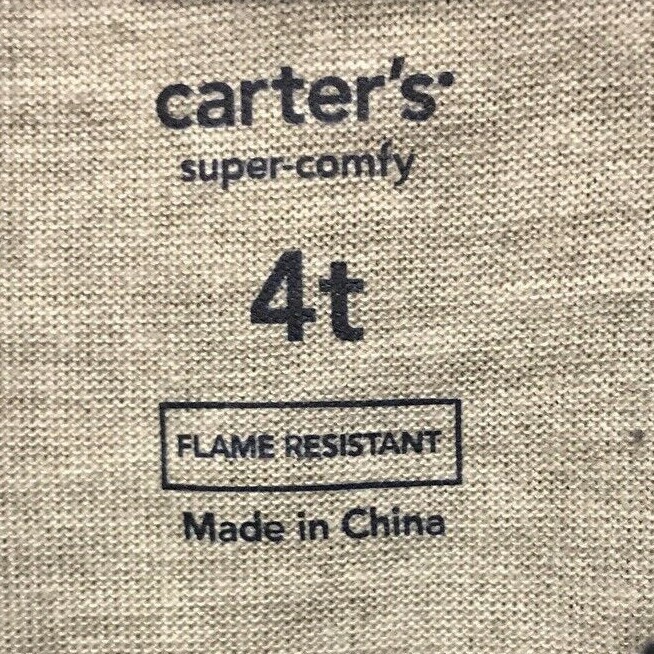 carter's
super-comfy
4t
FLAME RESISTANT
Made in China